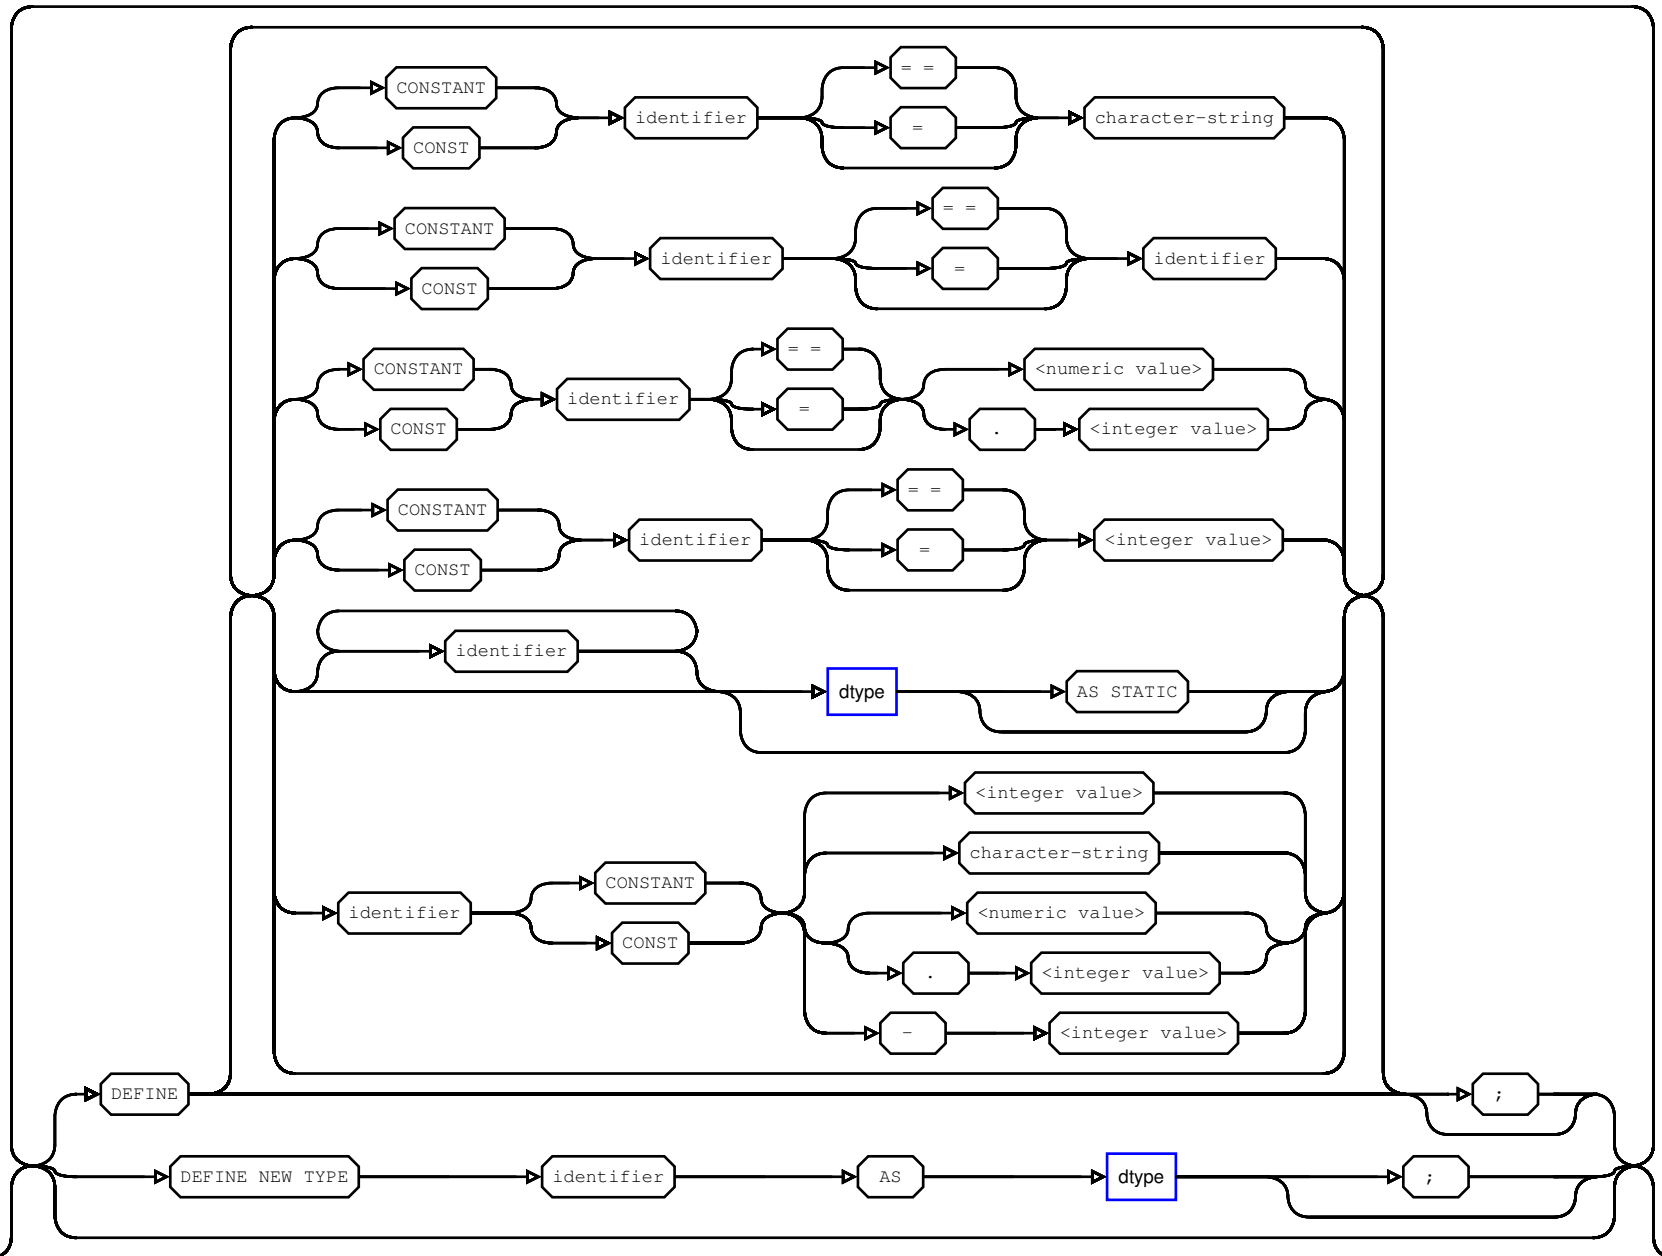 = =
CONSTANT
identifier
=
character-string
CONST
= =
CONSTANT
identifier
=
identifier
CONST
= =
CONSTANT
<numeric value>
identifier
=
CONST
. <integer value>
= =
CONSTANT
identifier
=
<integer value>
CONST
identifier
dtype AS STATIC
<integer value>
character-string
CONSTANT
identifier
<numeric value>
CONST
. <integer value>
- <integer value>
DEFINE ;
DEFINE NEW TYPE identifier AS dtype ;